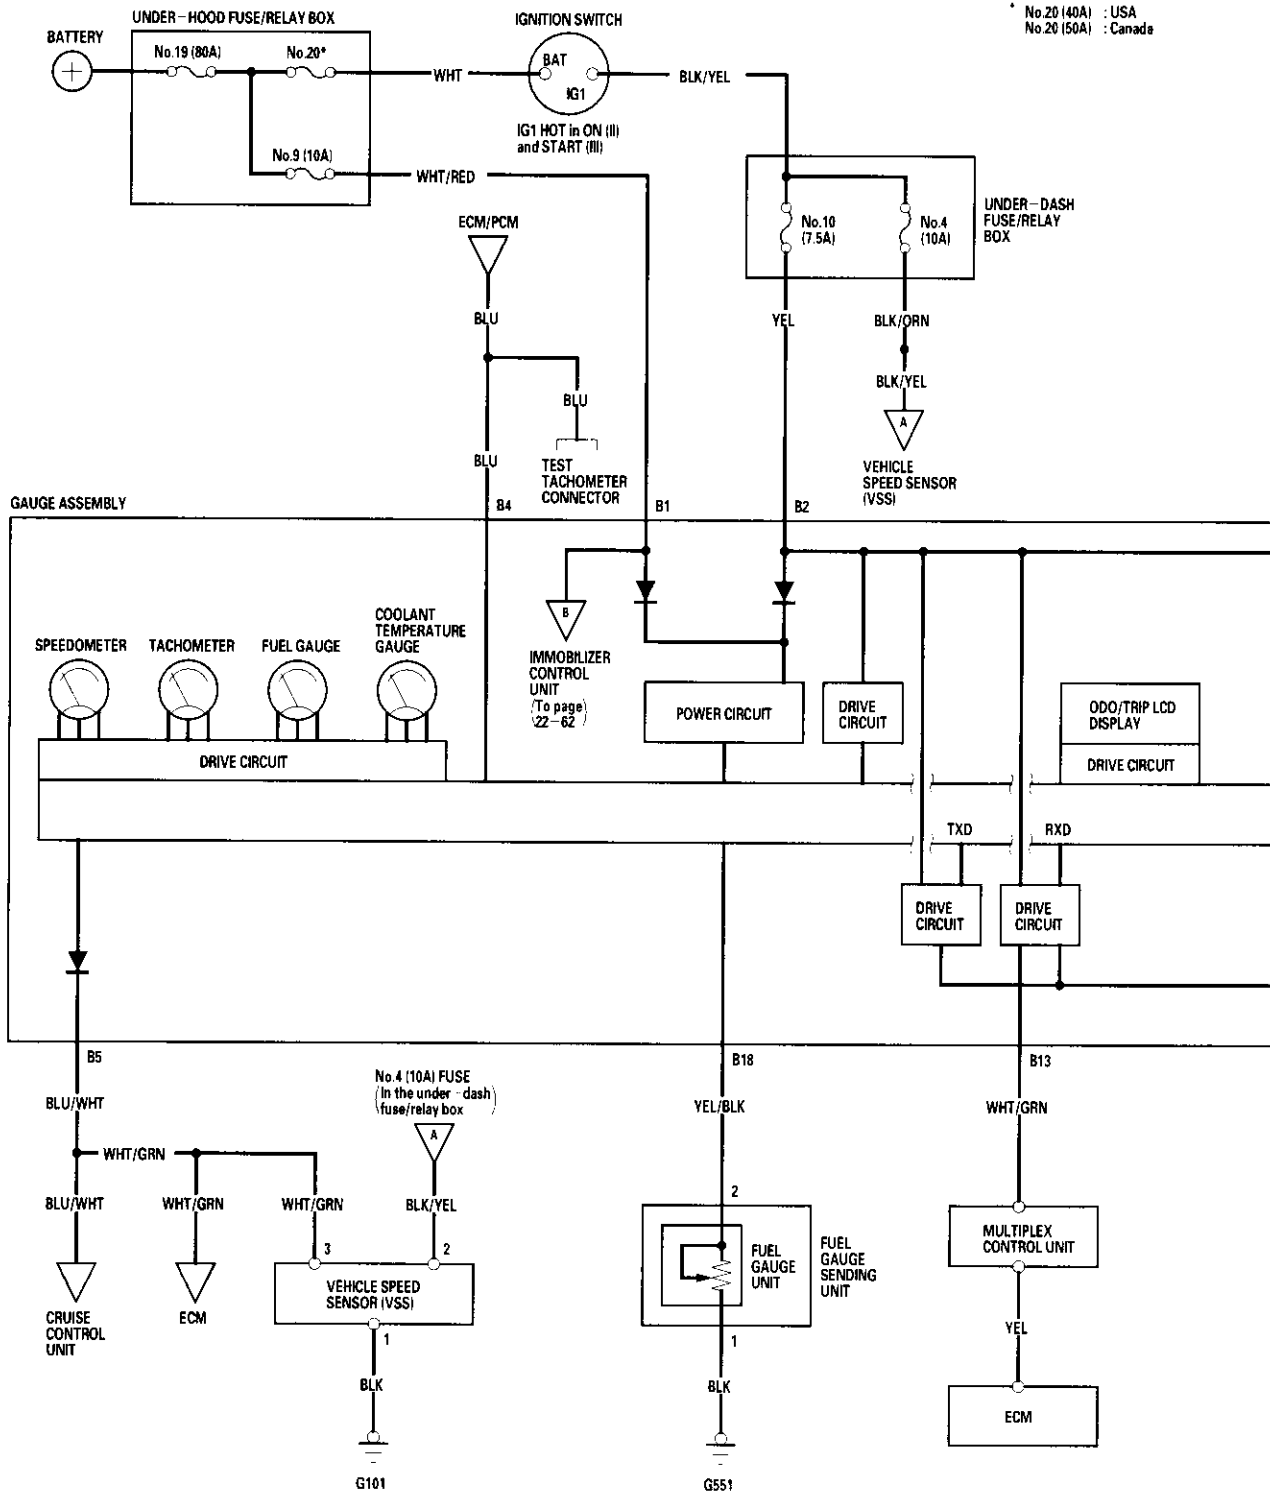 * No.20 (40A) : USA
No.20 (50A) : Canada
UNDER-HOOD FUSE/RELAY BOX
IGNITION SWITCH
BATTERY
No.19 (80A)
No.20*
WHT
BAT
IG1
BLK/YEL
IG1 HOT in ON (II)
and START (III)
No.9 (10A)
WHT/RED
UNDER-DASH
FUSE/RELAY
BOX
No.10
(7.5A)
No.4
(10A)
ECM/PCM
BLU
YEL
BLK/ORN
BLK/YEL
BLU
A
BLU
TEST
TACHOMETER
CONNECTOR
VEHICLE
SPEED SENSOR
(VSS)
GAUGE ASSEMBLY
B4
B1
B2
B
SPEEDOMETER
TACHOMETER
FUEL GAUGE
COOLANT
TEMPERATURE
GAUGE
IMMOBILIZER
CONTROL
UNIT
(To page
22-62)
POWER CIRCUIT
DRIVE
CIRCUIT
ODO/TRIP LCD
DISPLAY
DRIVE CIRCUIT
DRIVE CIRCUIT
TXD
RXD
DRIVE
CIRCUIT
DRIVE
CIRCUIT
B5
B18
B13
No.4 (10A) FUSE
(In the under-dash
fuse/relay box)
BLU/WHT
YEL/BLK
WHT/GRN
A
WHT/GRN
BLU/WHT
WHT/GRN
WHT/GRN
BLK/YEL
2
3
2
MULTIPLEX
CONTROL UNIT
FUEL
GAUGE
UNIT
FUEL
GAUGE
SENDING
UNIT
VEHICLE SPEED
SENSOR (VSS)
CRUISE
CONTROL
UNIT
ECM
1
1
YEL
BLK
BLK
ECM
G101
G551